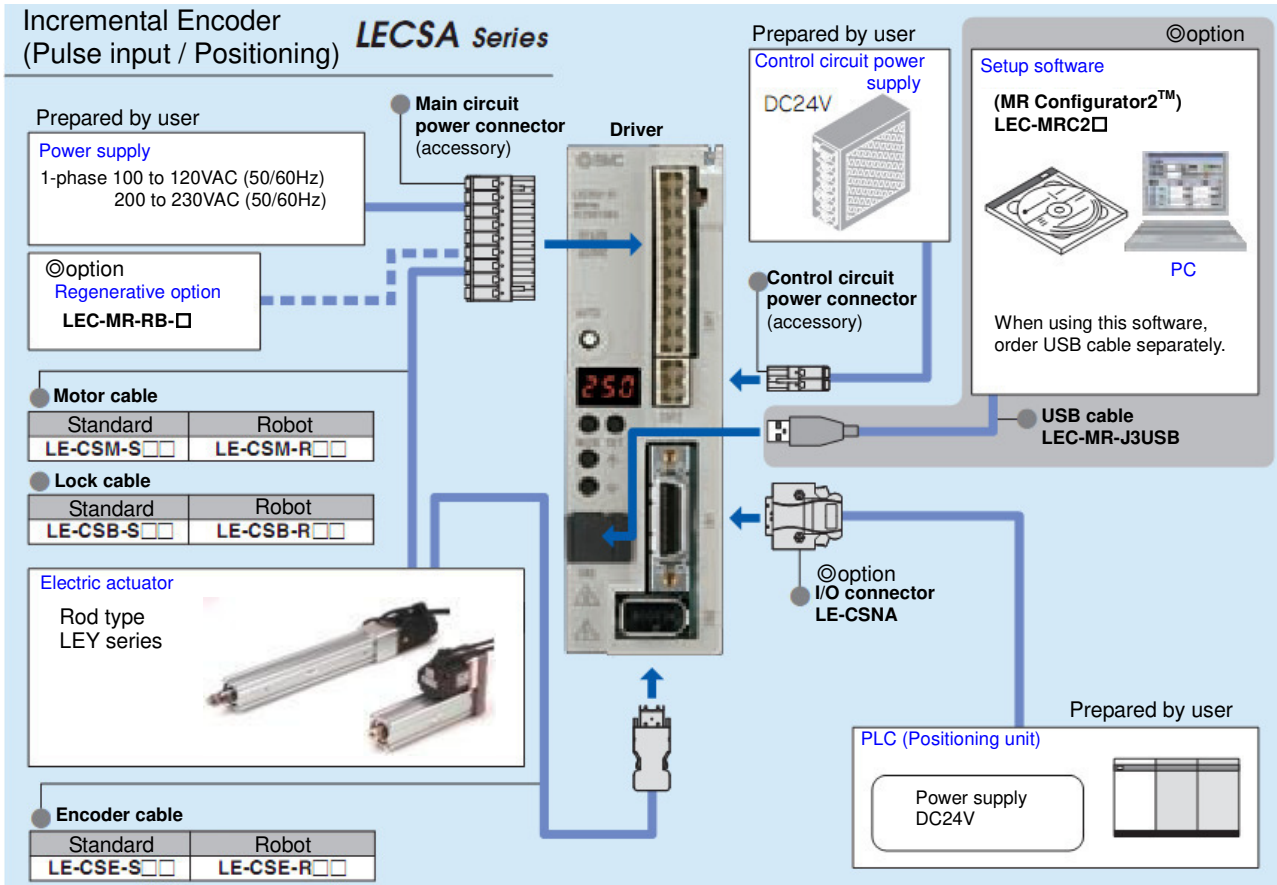 Incremental Encoder
(Pulse input / Positioning)
LECSA Series
Prepared by user
Power supply
1-phase 100 to 120VAC (50/60Hz)
200 to 230VAC (50/60Hz)
◎option
Regenerative option
LEC-MR-RB-□
Main circuit
power connector
(accessory)
Driver
250
Prepared by user
Control circuit power
supply
DC24V
Control circuit
power connector
(accessory)
◎option
Setup software
(MR Configurator2™)
LEC-MRC2□
PC
When using this software,
order USB cable separately.
USB cable
LEC-MR-J3USB
Motor cable
Standard Robot
LE-CSM-S□□ LE-CSM-R□□
Lock cable
Standard Robot
LE-CSB-S□□ LE-CSB-R□□
Electric actuator
Rod type
LEY series
◎option
I/O connector
LE-CSNA
Prepared by user
PLC (Positioning unit)
Power supply
DC24V
Encoder cable
Standard Robot
LE-CSE-S□□ LE-CSE-R□□